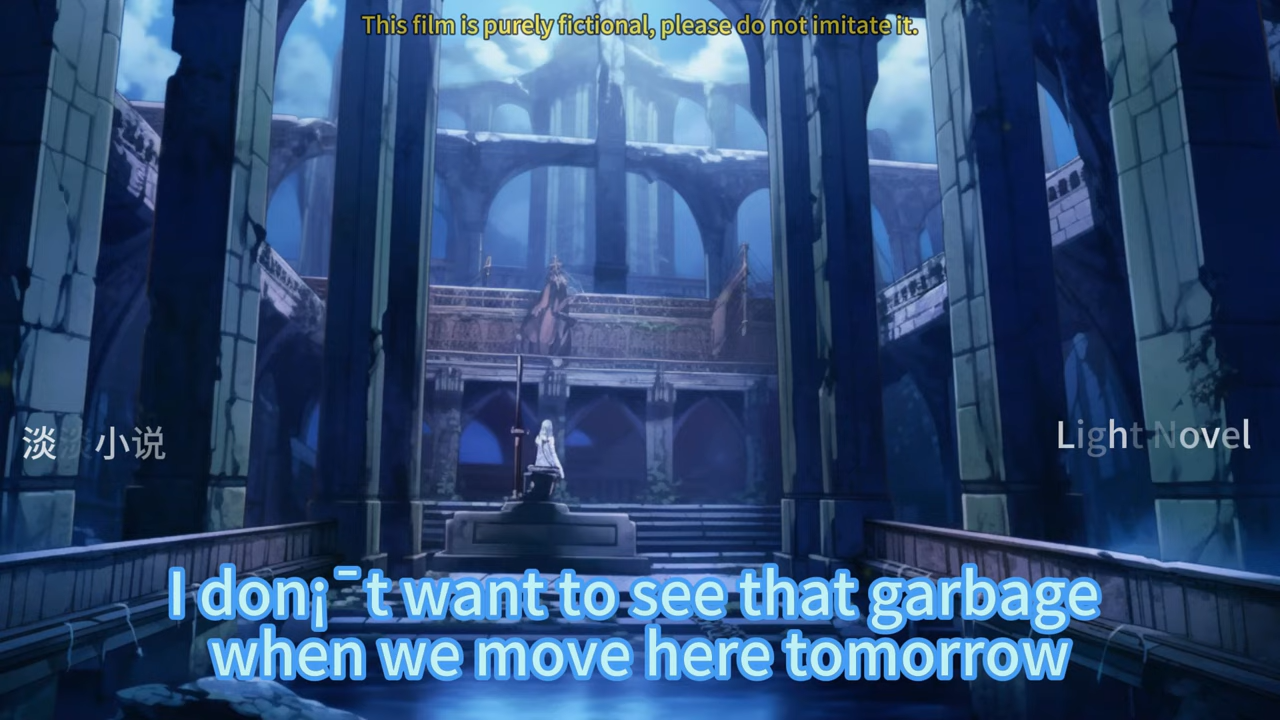 This film is purely fictional, please do not imitate it.
淡淡小说
Light Novel
I don¡¯t want to see that garbage
when we move here tomorrow